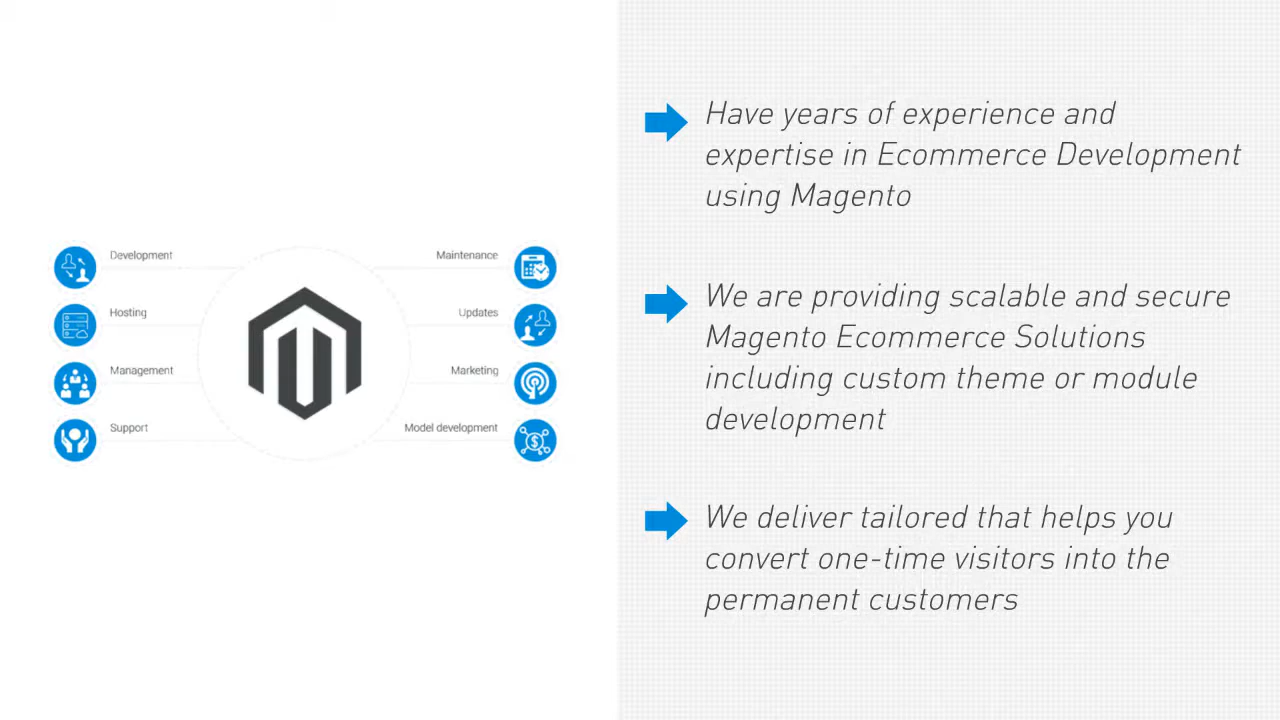 Development
Hosting
Management
Support
Maintenance
Updates
Marketing
Model development
Have years of experience and
expertise in Ecommerce Development
using Magento
We are providing scalable and secure
Magento Ecommerce Solutions
including custom theme or module
development
We deliver tailored that helps you
convert one-time visitors into the
permanent customers